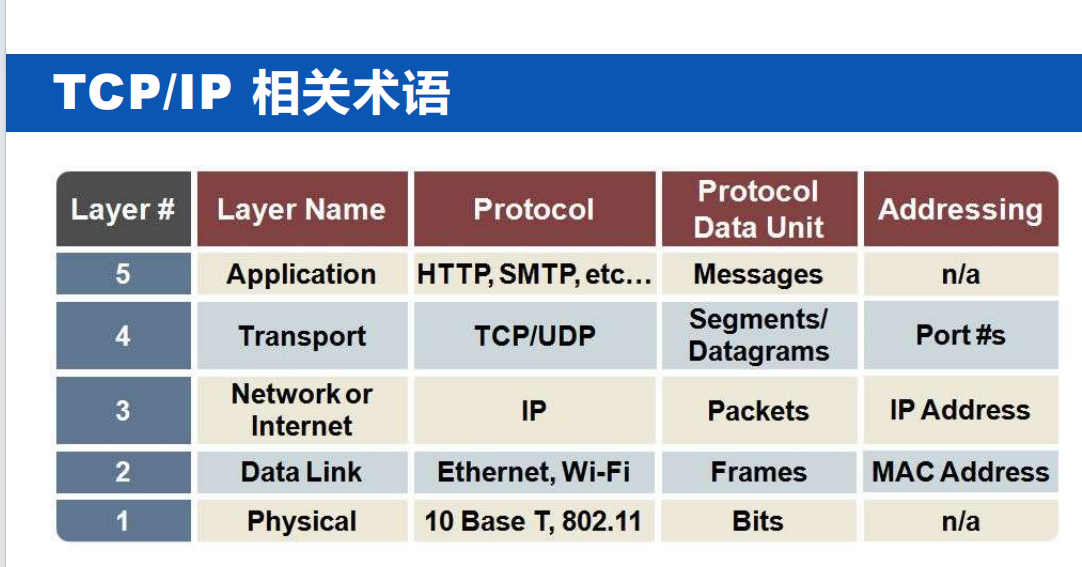 TCP/IP 相关术语
Layer # Layer Name Protocol Protocol Data Unit Addressing
5 Application HTTP, SMTP, etc... Messages n/a
4 Transport TCP/UDP Segments/ Datagrams Port #s
3 Network or Internet IP Packets IP Address
2 Data Link Ethernet, Wi-Fi Frames MAC Address
1 Physical 10 Base T, 802.11 Bits n/a